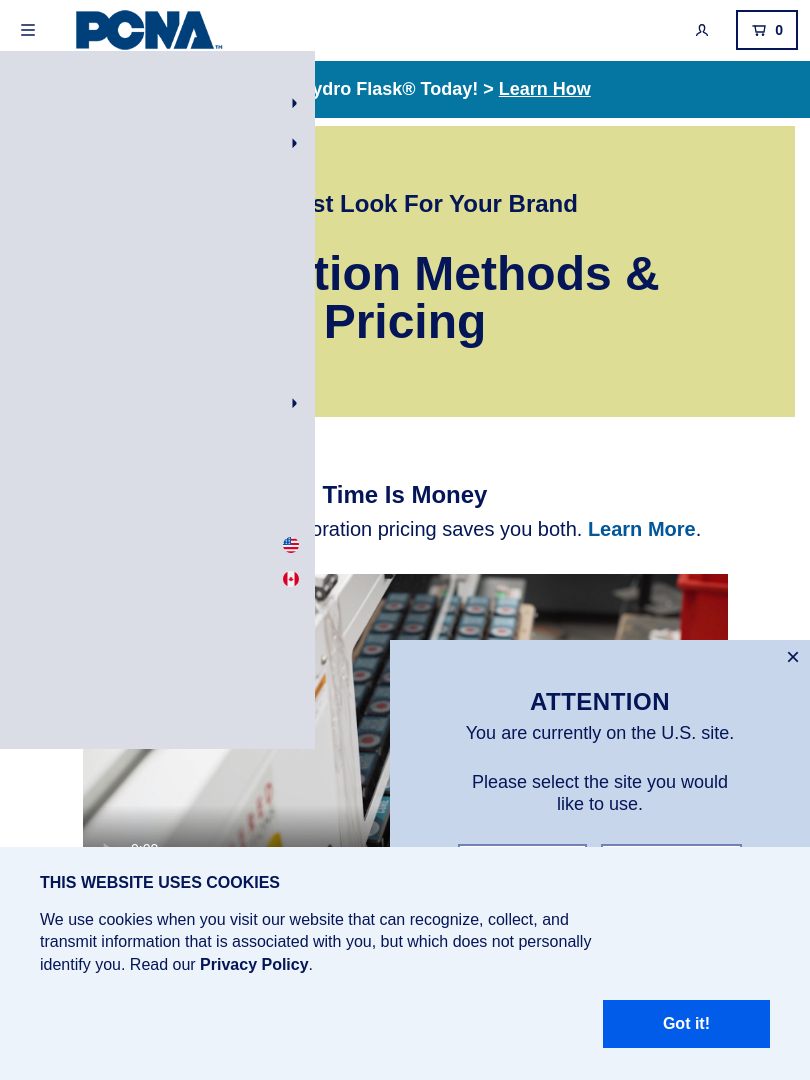 PCNA™
0
ydro Flask® Today! > Learn How
st Look For Your Brand
tion Methods &
Pricing
Time Is Money
oration pricing saves you both. Learn More.
ATTENTION
You are currently on the U.S. site.
Please select the site you would
like to use.
THIS WEBSITE USES COOKIES
We use cookies when you visit our website that can recognize, collect, and
transmit information that is associated with you, but which does not personally
identify you. Read our Privacy Policy.
Got it!